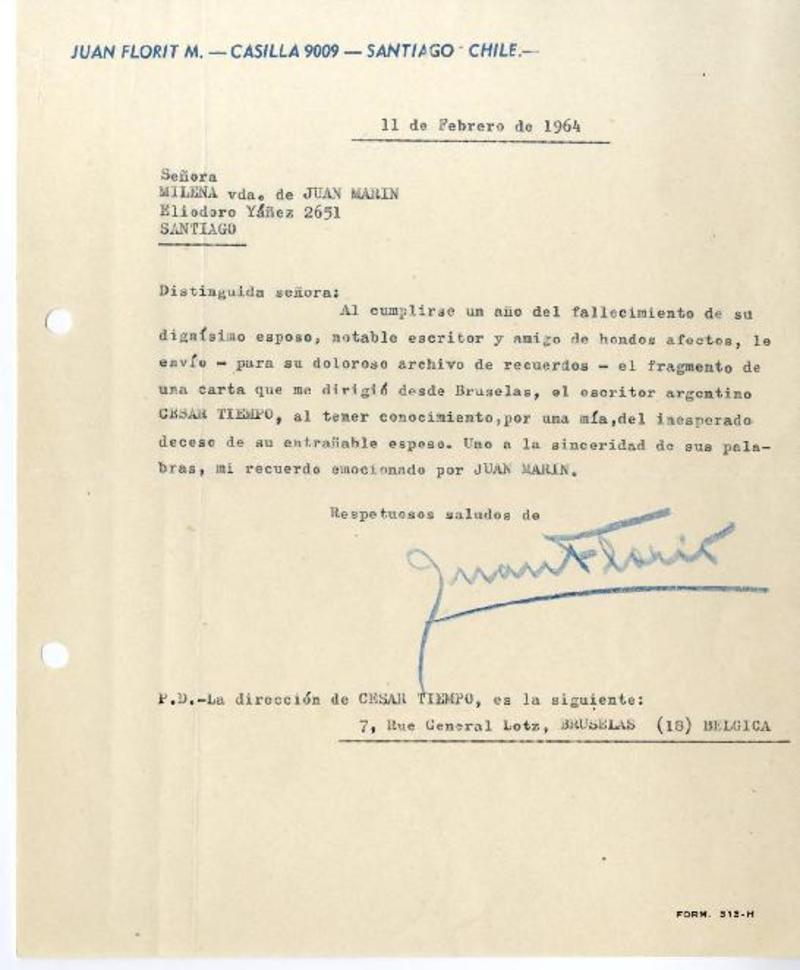 JUAN FLORIT M. — CASILLA 9009 — SANTIAGO - CHILE.—
11 de Febrero de 1964
Señora
MILENA vda. de JUAN MARIN
Eliodoro Yáñez 2651
SANTIAGO
Distinguida señora:
Al cumplirse un año del fallecimiento de su
dignísimo esposo, notable escritor y amigo de hondos afectos, le
envío - para su doloroso archivo de recuerdos - el fragmento de
una carta que me dirigió desde Bruselas, el escritor argentino
CESAR TIEMPO, al tener conocimiento,por una mía,del inesperado
deceso de su entrañable esposo. Uno a la sinceridad de sus pala-
bras, mi recuerdo emocionado por JUAN MARIN.
Respetuosos saludos de
Juan Florit
P.D.-La dirección de CESAR TIEMPO, es la siguiente:
7, Rue General Lotz, BRUSELAS (18) BELGICA
FORM. 313-H